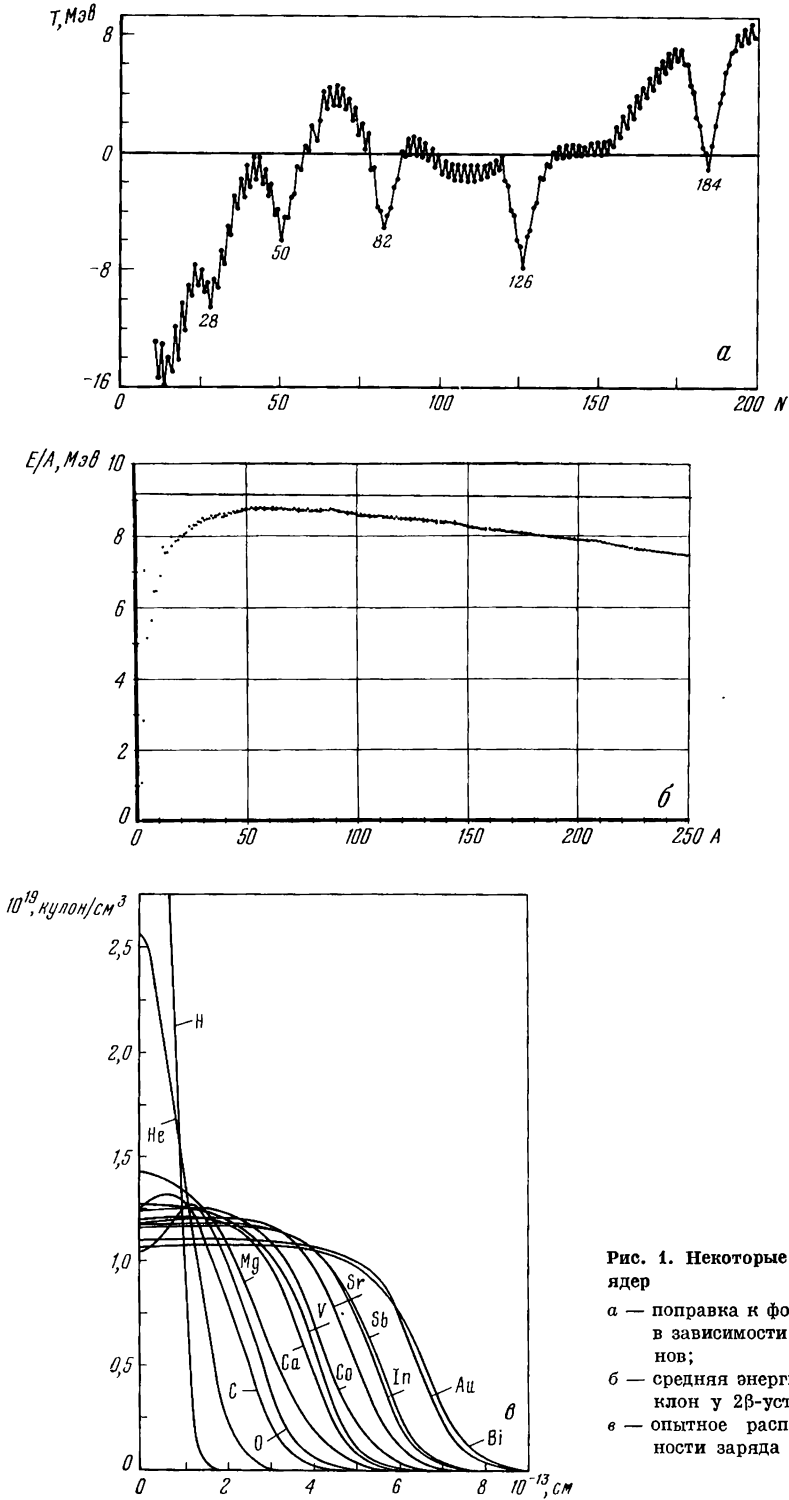 T, Мэв
8
0
-8
-16
28
50
82
126
184
а
0 50 100 150 200 N
E/A, Мэв
10
8
6
4
2
0
б
0 50 100 150 200 250 A
10¹⁹, кулон/см³
2,5
2,0
1,5
1,0
0,5
0
H
He
Mg
Sr
V
Sb
Ca
Co
In
C
Au
O
Bi
в
0 2 4 6 8 10⁻¹³, см
Рис. 1. Некоторые
ядер
а — поправка к фо
в зависимости
нов;
б — средняя энерг
клон у 2β-уст
в — опытное расп
ности заряда